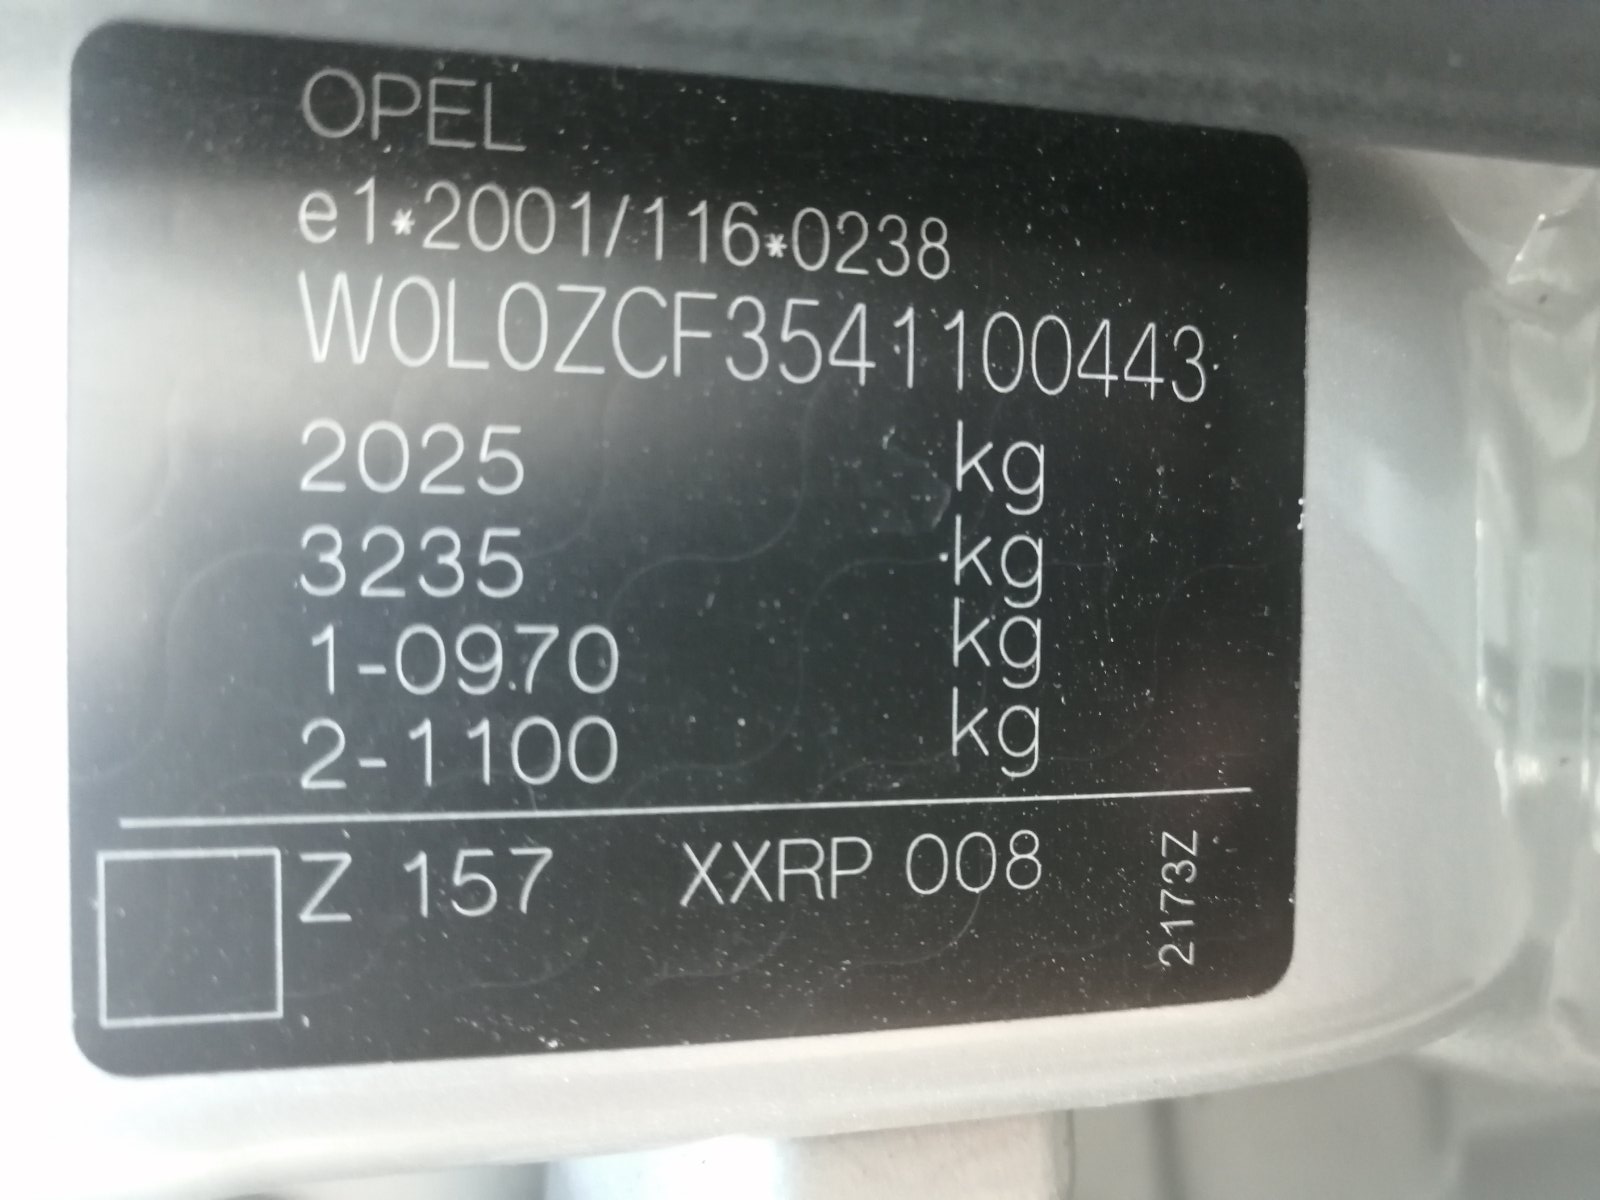 OPEL
e1*2001/116*0238
W0L0ZCF3541100443
2025 kg
3235 kg
1-0970 kg
2-1100 kg
Z 157 XXRP 008
2173Z